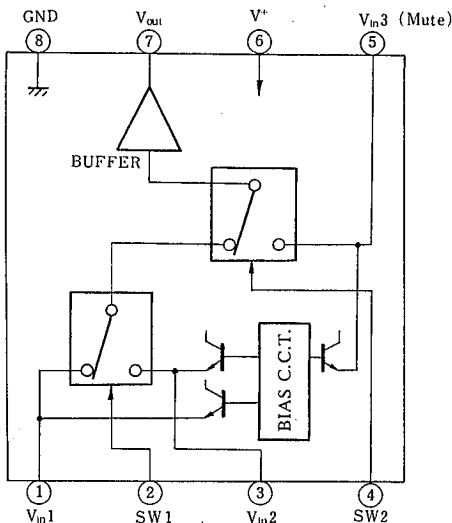 GND Vout V+ Vin3 (Mute)
8 7 6 5
BUFFER
BIAS C.C.T.
1 2 3 4
Vin1 SW1 Vin2 SW2